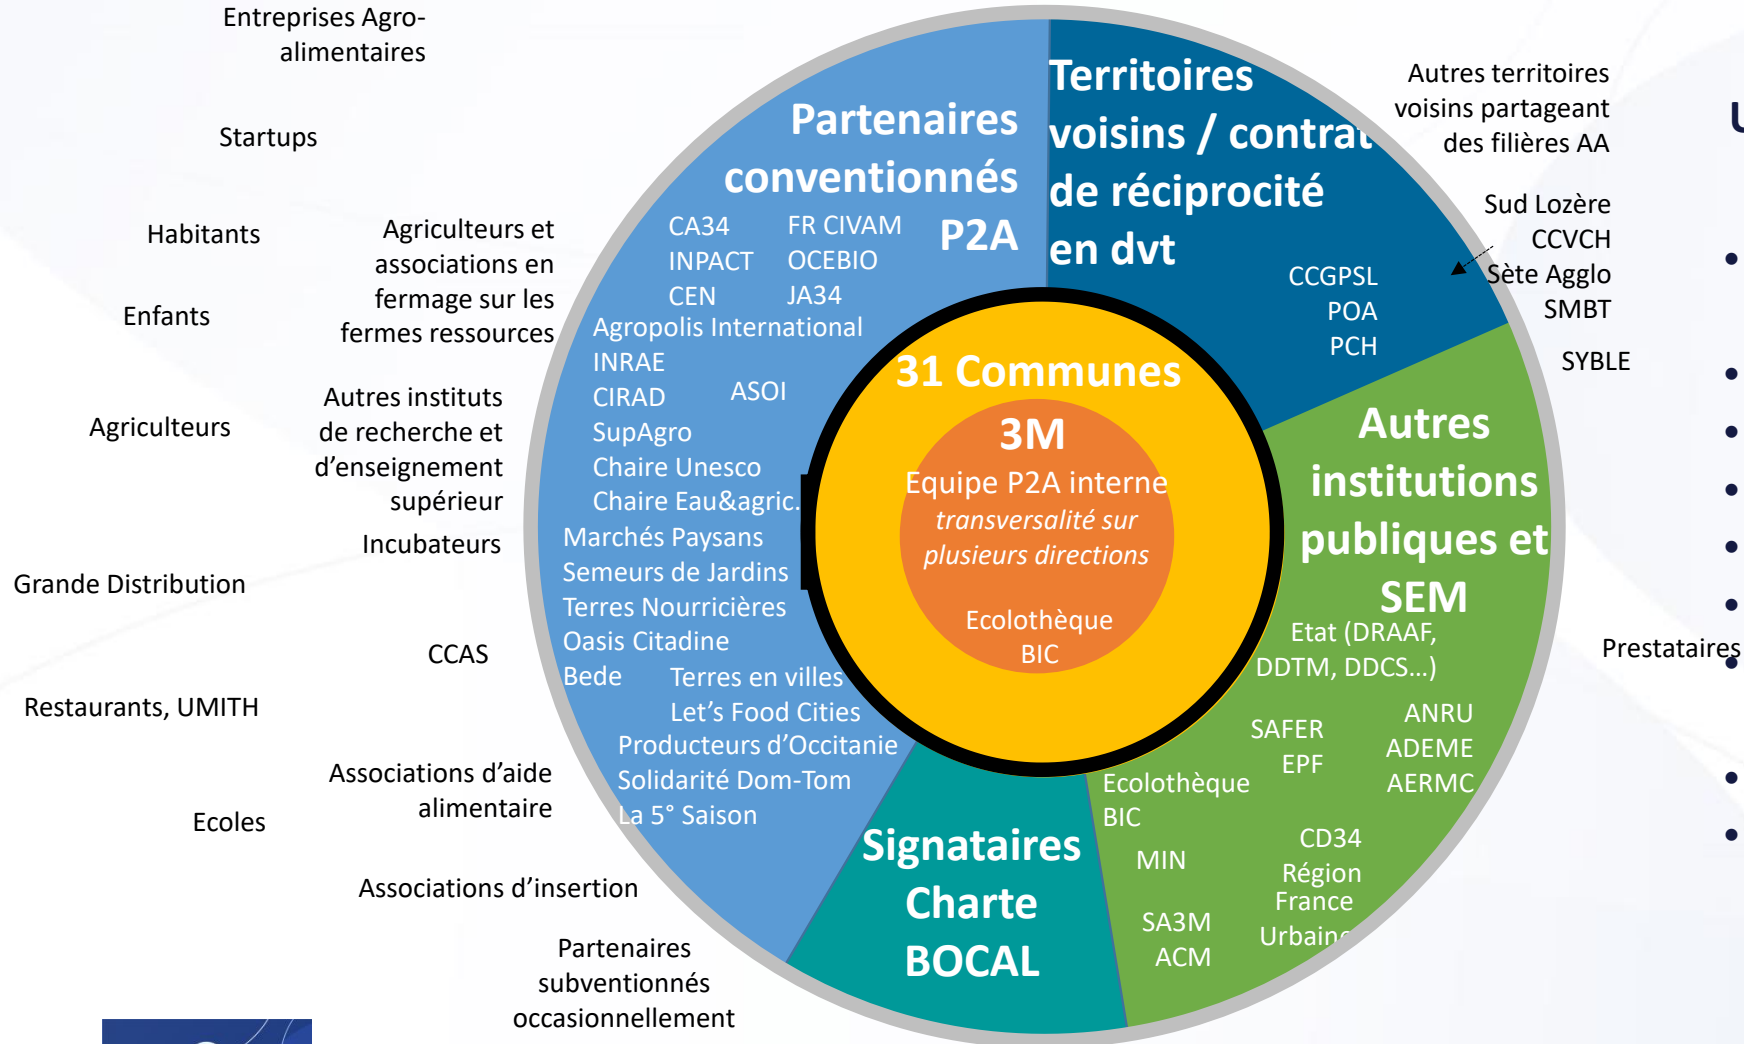 Entreprises Agro-
alimentaires
Startups
Habitants
Enfants
Agriculteurs
Grande Distribution
Restaurants, UMITH
Ecoles
Agriculteurs et
associations en
fermage sur les
fermes ressources
Autres instituts
de recherche et
d'enseignement
supérieur
Incubateurs
CCAS
Associations d'aide
alimentaire
Associations d'insertion
Partenaires
subventionnés
occasionnellement
Partenaires
conventionnés
P2A
CA34
INPACT
CEN
FR CIVAM
OCEBIO
JA34
Agropolis International
INRAE
CIRAD
ASOI
SupAgro
Chaire Unesco
Chaire Eau&agric.
Marchés Paysans
Semeurs de Jardins
Terres Nourricières
Oasis Citadine
Bede
Terres en villes
Let's Food Cities
Producteurs d'Occitanie
Solidarité Dom-Tom
La 5° Saison
Territoires
voisins / contrat
de réciprocité
en dvt
CCGPSL
POA
PCH
Autres territoires
voisins partageant
des filières AA
Sud Lozère
CCVCH
Sète Agglo
SMBT
SYBLE
31 Communes
3M
Equipe P2A interne
transversalité sur
plusieurs directions
Ecolothèque
BIC
Autres
institutions
publiques et
SEM
Etat (DRAAF,
DDTM, DDCS...)
SAFER
EPF
ANRU
ADEME
AERMC
Ecolothèque
BIC
MIN
SA3M
ACM
CD34
Région
France
Urbaine
Prestataires
Signataires
Charte
BOCAL